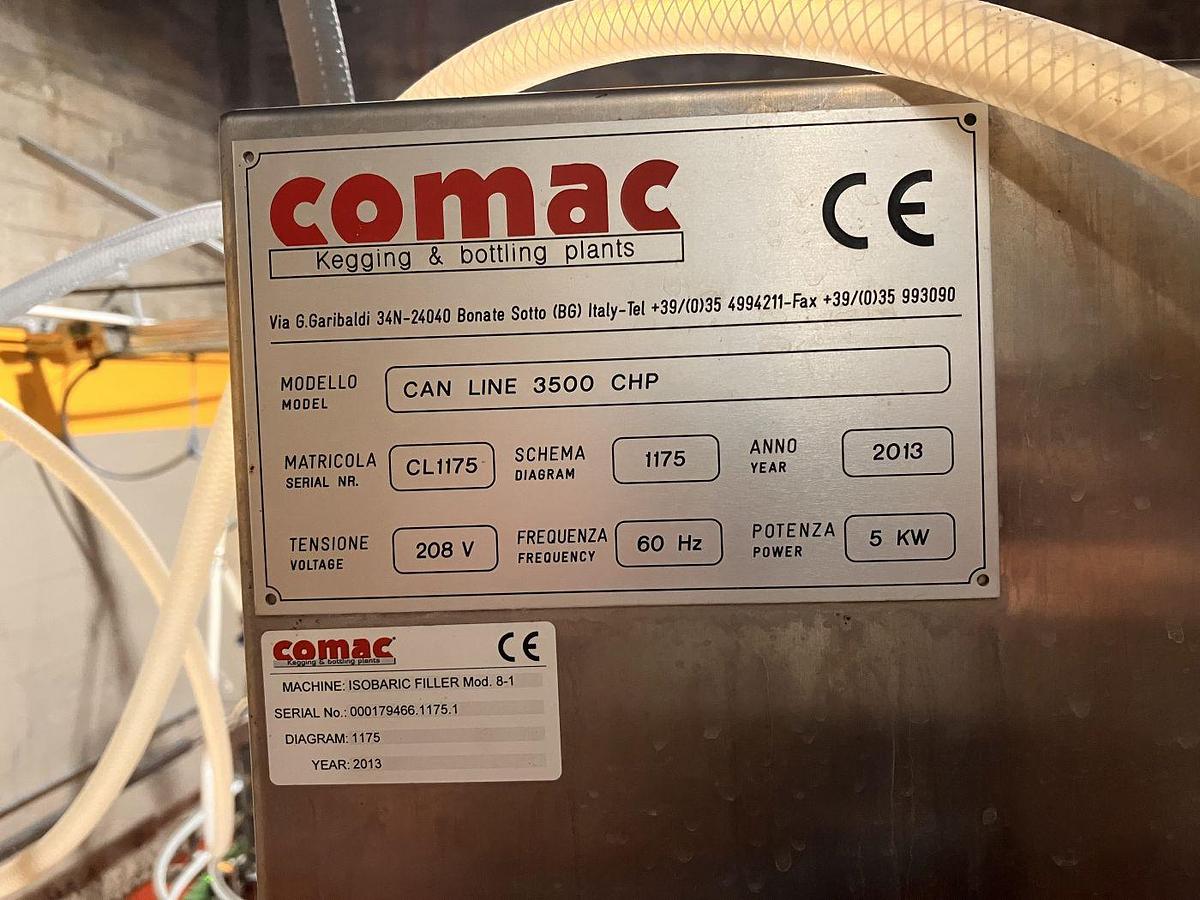 comac CE
Kegging & bottling plants
Via G.Garibaldi 34N-24040 Bonate Sotto (BG) Italy-Tel +39/(0)35 4994211-Fax +39/(0)35 993090
MODELLO
MODEL
CAN LINE 3500 CHP
MATRICOLA
SERIAL NR.
CL1175
SCHEMA
DIAGRAM
1175
ANNO
YEAR
2013
TENSIONE
VOLTAGE
208 V
FREQUENZA
FREQUENCY
60 Hz
POTENZA
POWER
5 KW
comac® CE
Kegging & bottling plants
MACHINE: ISOBARIC FILLER Mod. 8-1
SERIAL No.: 000179466.1175.1
DIAGRAM: 1175
YEAR: 2013